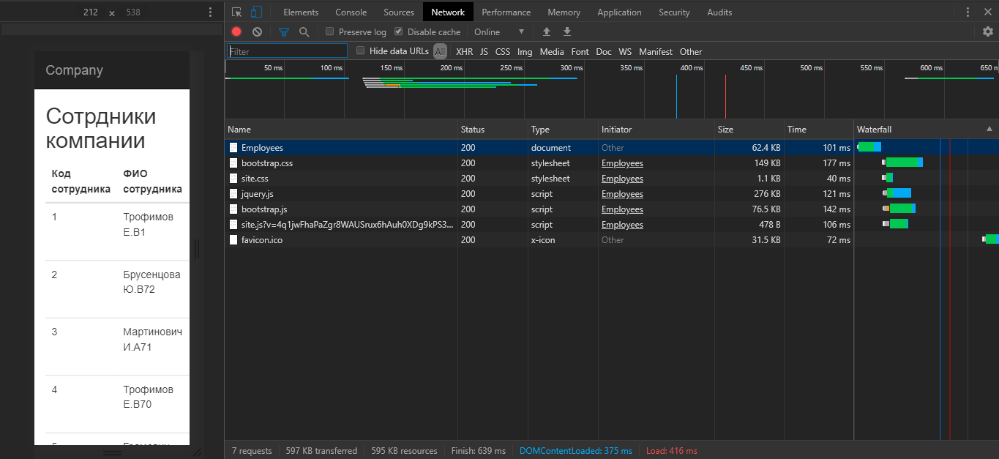 212 × 538
Elements Console Sources Network Performance Memory Application Security Audits
Preserve log Disable cache Online
Filter Hide data URLs All XHR JS CSS Img Media Font Doc WS Manifest Other
50 ms 100 ms 150 ms 200 ms 250 ms 300 ms 350 ms 400 ms 450 ms 500 ms 550 ms 600 ms 650 n
Name Status Type Initiator Size Time Waterfall
Employees 200 document Other 62.4 KB 101 ms
bootstrap.css 200 stylesheet Employees 149 KB 177 ms
site.css 200 stylesheet Employees 1.1 KB 40 ms
jquery.js 200 script Employees 276 KB 121 ms
bootstrap.js 200 script Employees 76.5 KB 142 ms
site.js?v=4q1jwFhaPaZgr8WAUSrux6hAuh0XDg9kPS3... 200 script Employees 478 B 106 ms
favicon.ico 200 x-icon Other 31.5 KB 72 ms
7 requests 597 KB transferred 595 KB resources Finish: 639 ms DOMContentLoaded: 375 ms Load: 416 ms
Company
Сотрдники
компании
Код ФИО
сотрудника сотрудника
1 Трофимов
Е.В1
2 Брусенцова
Ю.В72
3 Мартинович
И.А71
4 Трофимов
Е.В70